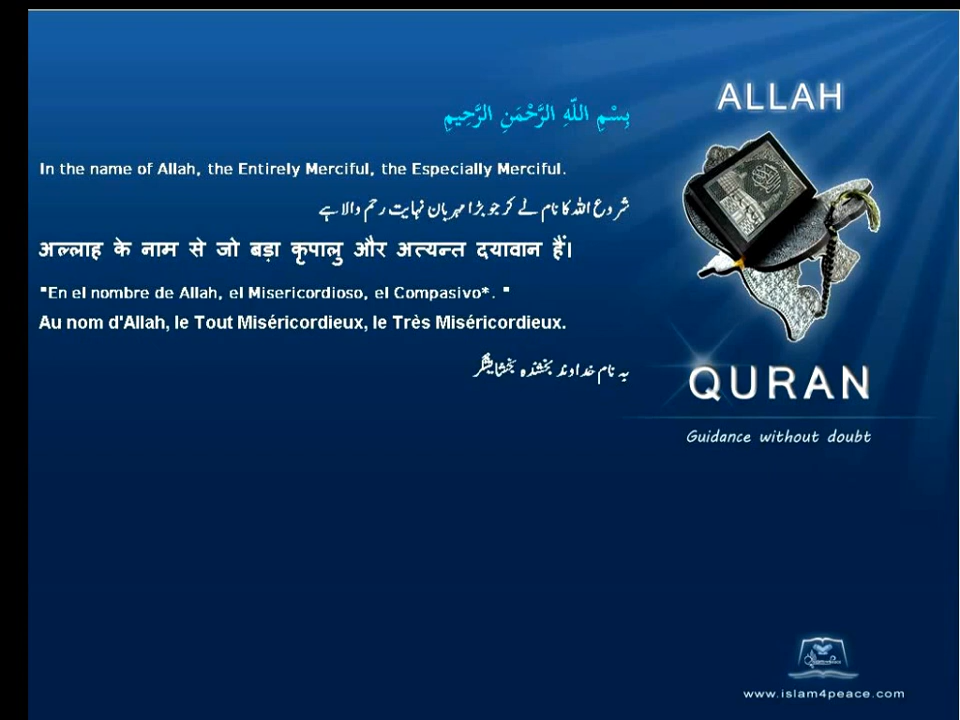 بِسْمِ اللّهِ الرَّحْمَنِ الرَّحِيمِ
In the name of Allah, the Entirely Merciful, the Especially Merciful.
شروع اللہ کا نام لے کر جو بڑا مہربان نہایت رحم والا ہے
अल्लाह के नाम से जो बड़ा कृपालु और अत्यन्त दयावान हैं।
"En el nombre de Allah, el Misericordioso, el Compasivo*. "
Au nom d'Allah, le Tout Miséricordieux, le Très Miséricordieux.
به نام خداوند بخشنده بخشایشگر
ALLAH
QURAN
Guidance without doubt
www.islam4peace.com